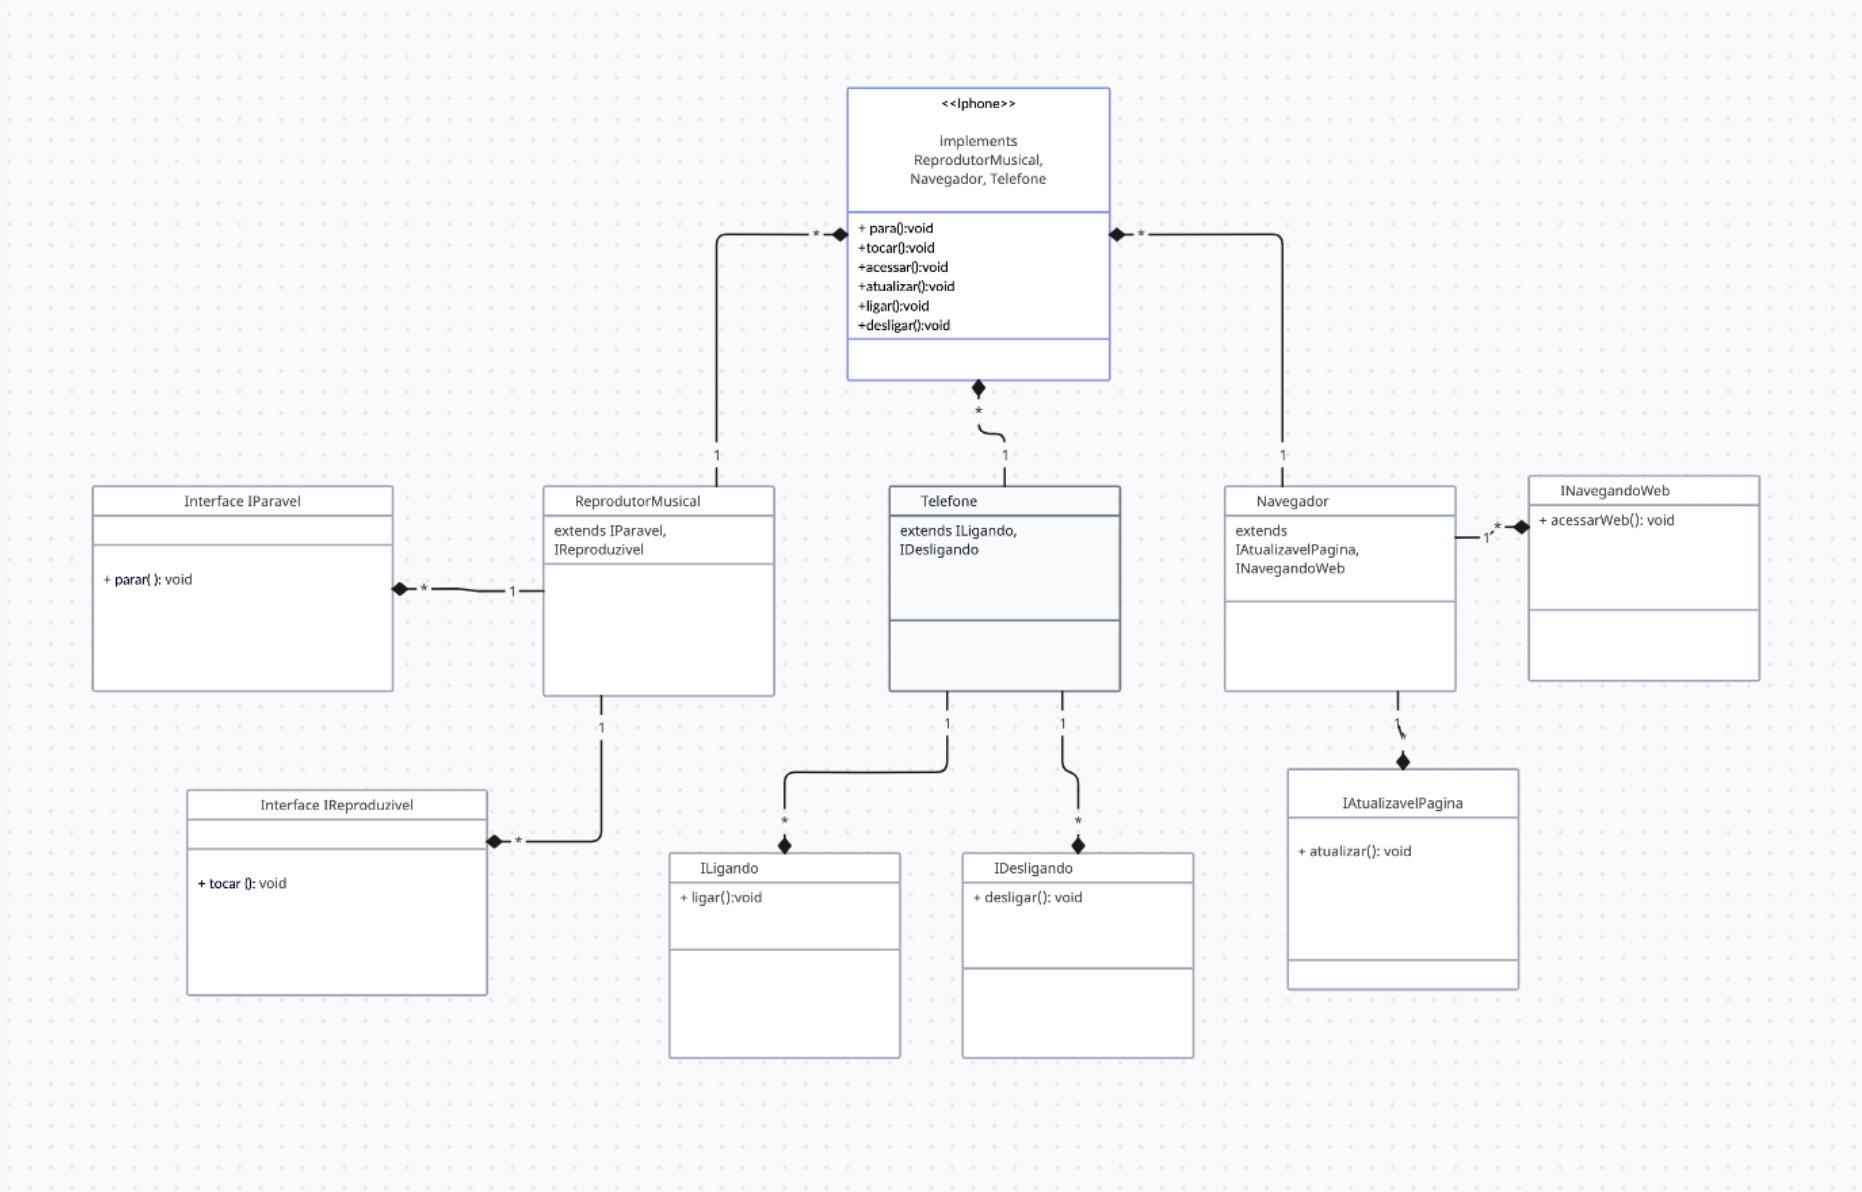 <<Iphone>>
implements
ReprodutorMusical,
Navegador, Telefone
+ para():void
+tocar():void
+acessar():void
+atualizar():void
+ligar():void
+desligar():void
*
*
*
1
1
1
Interface IParavel
+ parar( ): void
*
1
ReprodutorMusical
extends IParavel,
IReproduzivel
Telefone
extends ILigando,
IDesligando
Navegador
extends
IAtualizavelPagina,
INavegandoWeb
1
*
INavegandoWeb
+ acessarWeb(): void
1
1
1
1
*
Interface IReproduzivel
+ tocar (): void
*
*
*
ILigando
+ ligar():void
IDesligando
+ desligar(): void
IAtualizavelPagina
+ atualizar(): void